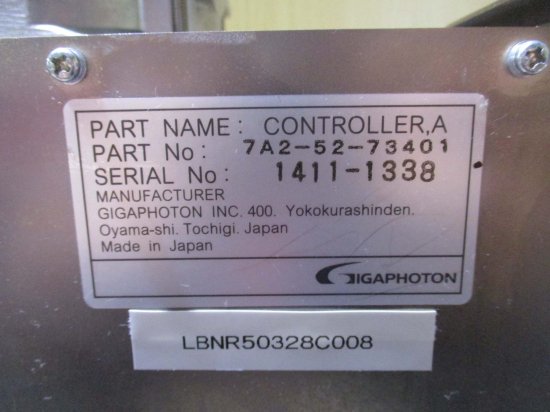 PART NAME: CONTROLLER,A
PART No: 7A2-52-73401
SERIAL No: 1411-1338
MANUFACTURER
GIGAPHOTON INC. 400. Yokokurashinden.
Oyama-shi. Tochigi. Japan
Made in Japan
GIGAPHOTON
LBNR50328C008